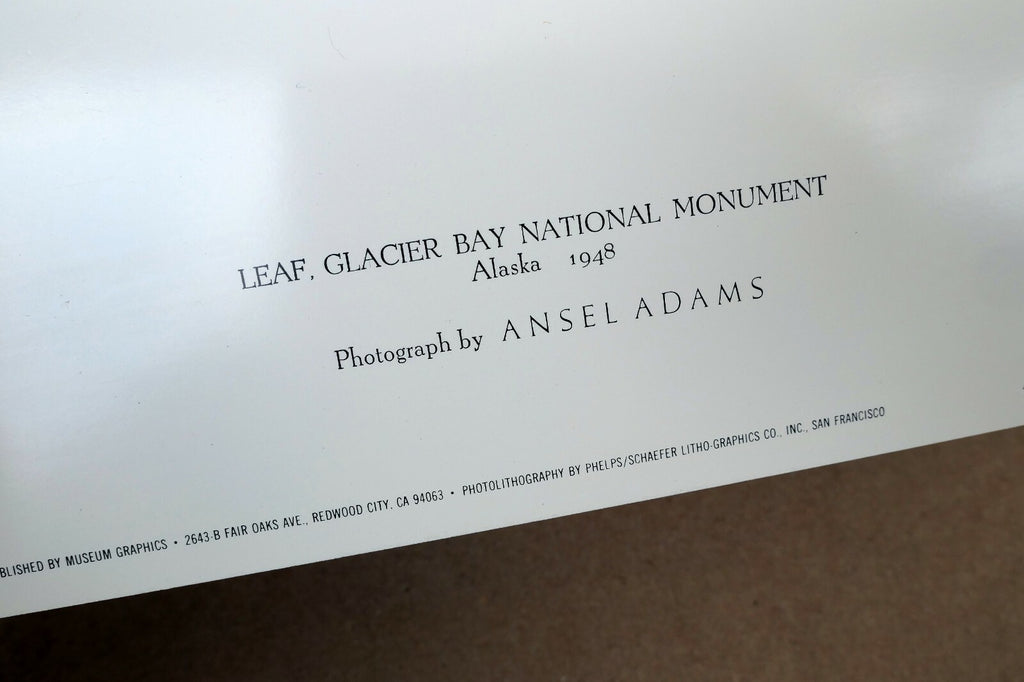 LEAF, GLACIER BAY NATIONAL MONUMENT
Alaska 1948
Photograph by ANSEL ADAMS
BLISHED BY MUSEUM GRAPHICS • 2643-B FAIR OAKS AVE., REDWOOD CITY, CA 94063 • PHOTOLITHOGRAPHY BY PHELPS/SCHAEFER LITHO-GRAPHICS CO., INC., SAN FRANCISCO